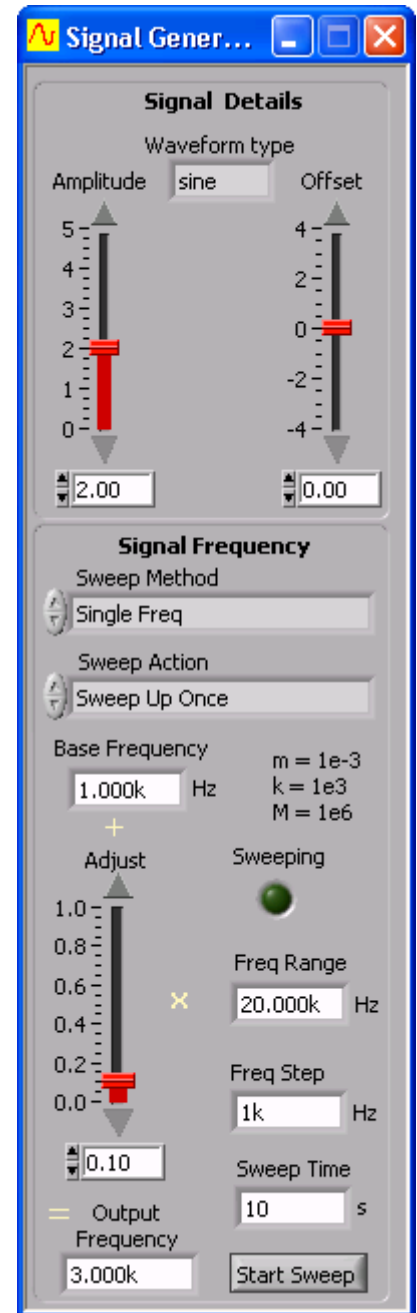 Signal Gener...
Signal Details
Waveform type
Amplitude
sine
Offset
5
4
3
2
1
0
2.00
4
2
0
-2
-4
0.00
Signal Frequency
Sweep Method
Single Freq
Sweep Action
Sweep Up Once
Base Frequency
1.000k Hz
m = 1e-3
k = 1e3
M = 1e6
+
Adjust
1.0
0.8
0.6
0.4
0.2
0.0
0.10
×
Sweeping
Freq Range
20.000k Hz
Freq Step
1k Hz
Sweep Time
10 s
= Output
Frequency
3.000k
Start Sweep